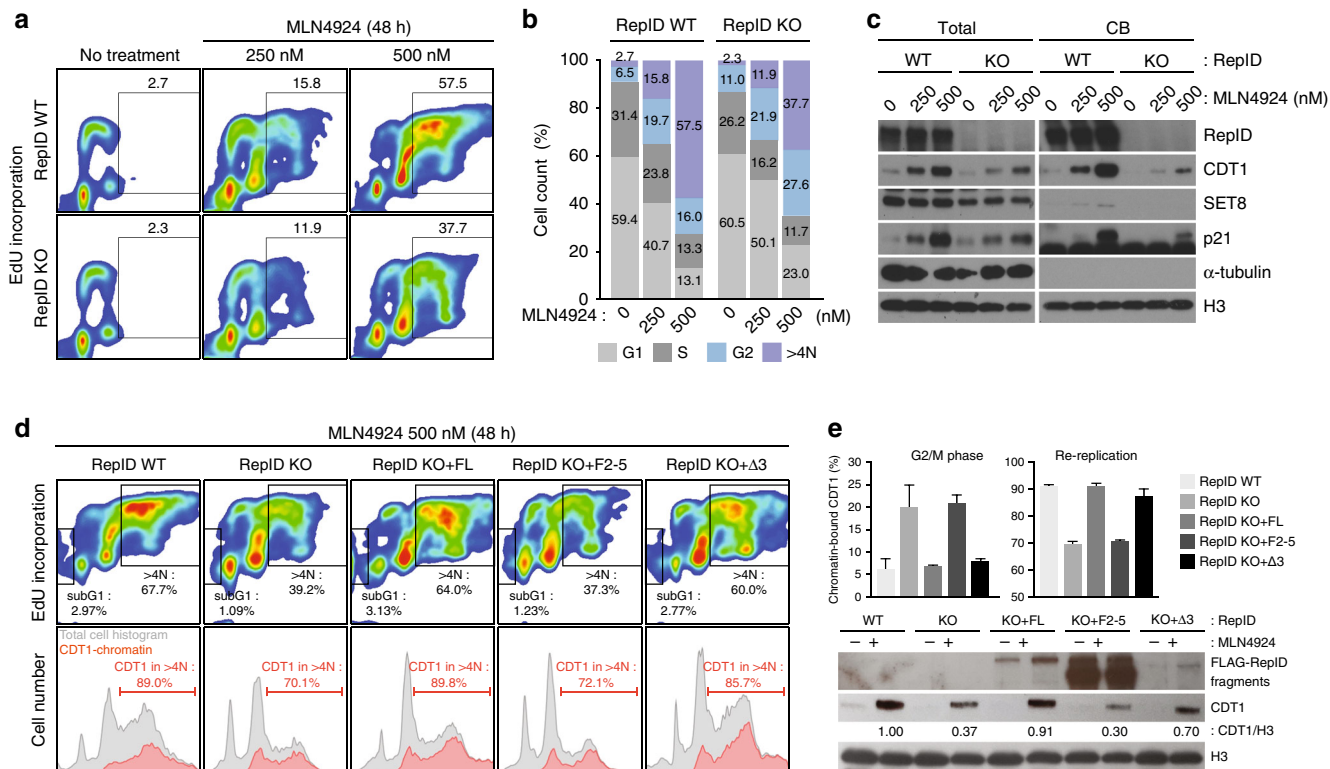 a
MLN4924 (48 h)
No treatment
250 nM
500 nM
EdU incorporation
RepID WT
RepID KO
2.7
15.8
57.5
2.3
11.9
37.7
b
RepID WT
RepID KO
Cell count (%)
100
80
60
40
20
0
2.7
6.5
31.4
59.4
15.8
19.7
23.8
40.7
57.5
16.0
13.3
13.1
2.3
11.0
26.2
60.5
11.9
21.9
16.2
50.1
37.7
27.6
11.7
23.0
MLN4924 : 0 250 500 0 250 500 (nM)
G1 S G2 >4N
c
Total CB
WT KO WT KO : RepID
0 250 500 0 250 500 0 250 500 0 250 500 : MLN4924 (nM)
RepID
CDT1
SET8
p21
α-tubulin
H3
d
MLN4924 500 nM (48 h)
RepID WT
RepID KO
RepID KO+FL
RepID KO+F2-5
RepID KO+Δ3
EdU incorporation
subG1 :
2.97%
>4N :
67.7%
subG1 :
1.09%
>4N :
39.2%
subG1 :
3.13%
>4N :
64.0%
subG1 :
1.23%
>4N :
37.3%
subG1 :
2.77%
>4N :
60.0%
Cell number
Total cell histogram
CDT1-chromatin
CDT1 in >4N :
89.0%
CDT1 in >4N :
70.1%
CDT1 in >4N :
89.8%
CDT1 in >4N :
72.1%
CDT1 in >4N :
85.7%
e
Chromatin-bound CDT1 (%)
G2/M phase
30
25
20
15
10
5
0
Re-replication
100
90
80
70
60
50
RepID WT
RepID KO
RepID KO+FL
RepID KO+F2-5
RepID KO+Δ3
WT KO KO+FL KO+F2-5 KO+Δ3 : RepID
− + − + − + − + − + : MLN4924
FLAG-RepID
fragments
CDT1
1.00 0.37 0.91 0.30 0.70 : CDT1/H3
H3